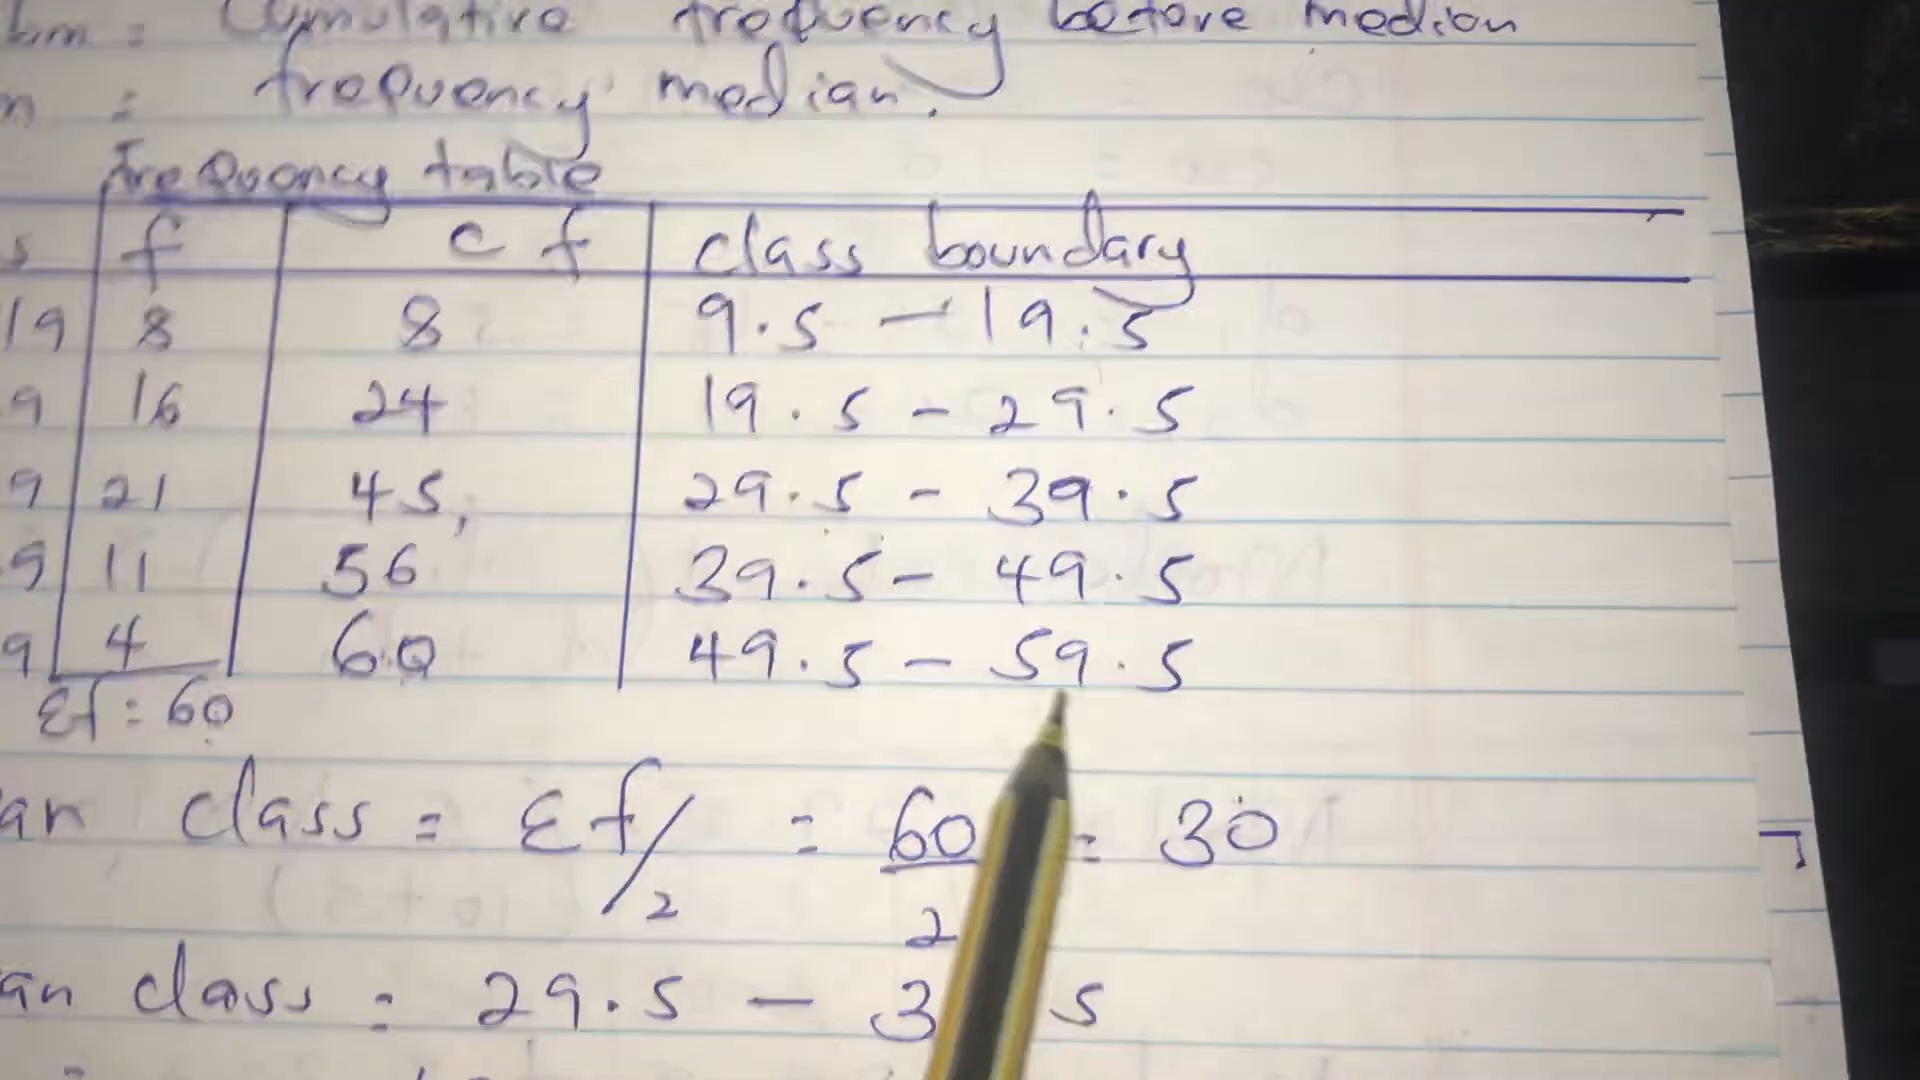 bm = Cumulative frequency before median
n = frequency median.
Frequency table
s f c f class boundary
19 8 8 9.5 - 19.5
9 16 24 19.5 - 29.5
9 21 45, 29.5 - 39.5
9 11 56 39.5 - 49.5
9 4 60 49.5 - 59.5
Σf = 60
an class = Σf/2 = 60/2 = 30
an class = 29.5 - 3 5